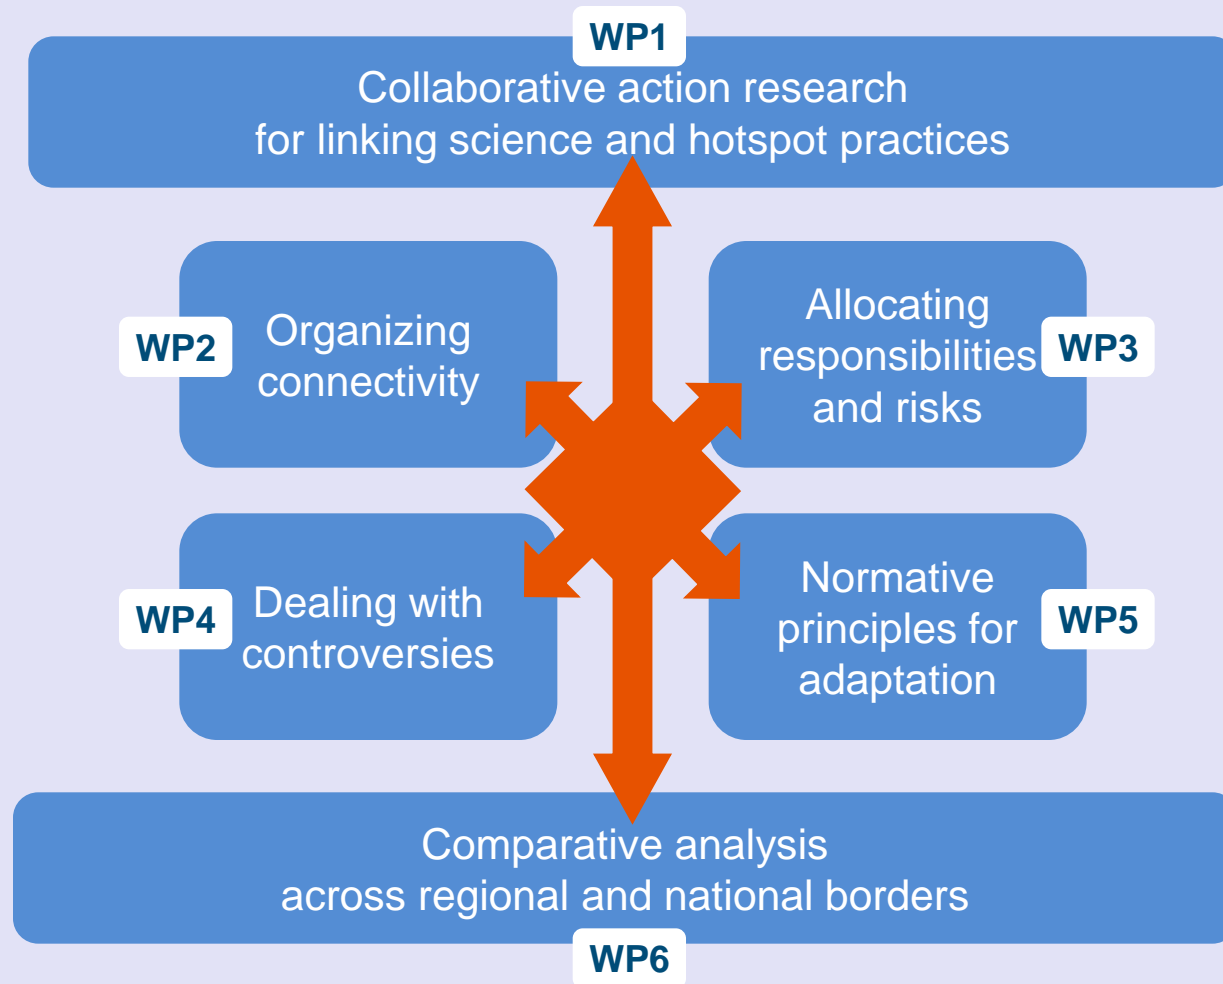 WP1
Collaborative action research
for linking science and hotspot practices
WP2
Organizing
connectivity
Allocating
responsibilities
and risks
WP3
WP4
Dealing with
controversies
Normative
principles for
adaptation
WP5
Comparative analysis
across regional and national borders
WP6